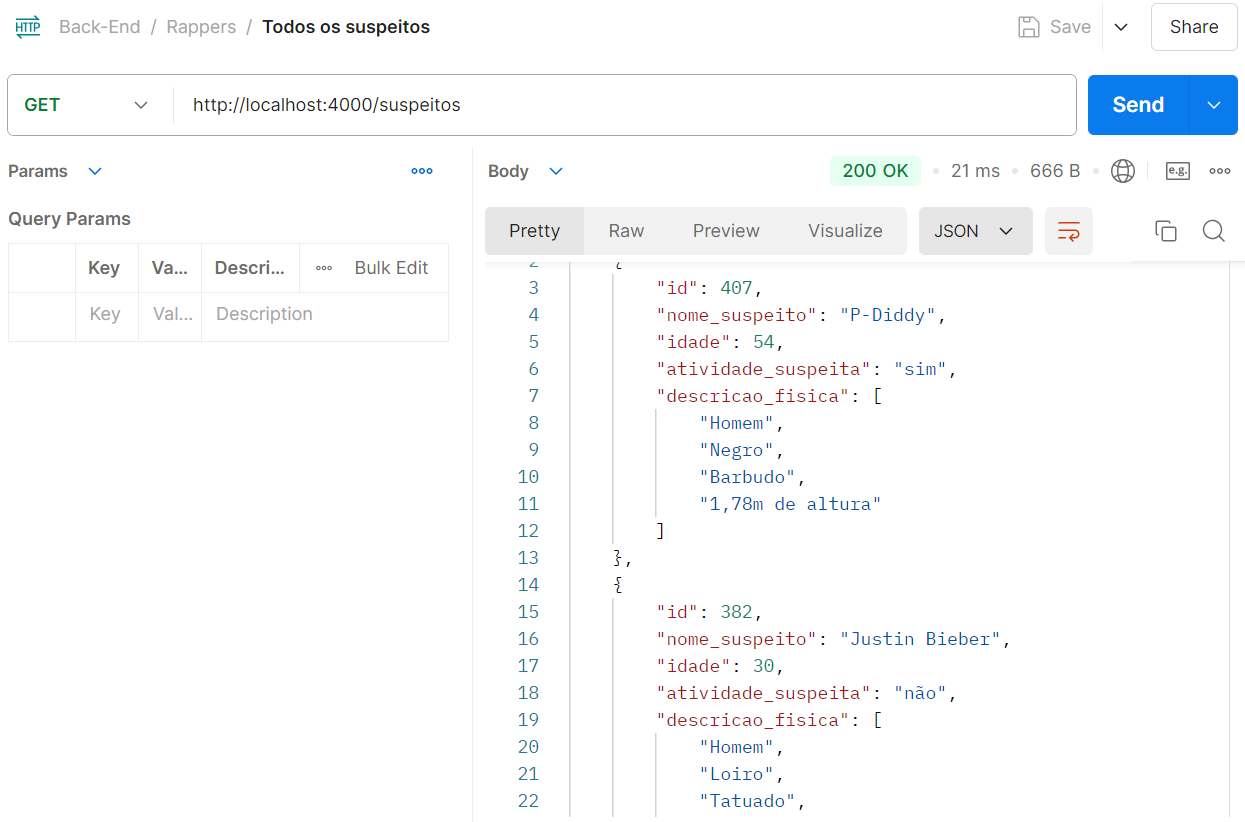 HTTP Back-End / Rappers / Todos os suspeitos Save Share
GET http://localhost:4000/suspeitos Send
Params
Query Params
Key Va... Descri... Bulk Edit
Key Val... Description
Body 200 OK 21 ms 666 B e.g.
Pretty Raw Preview Visualize JSON
2 {
3 "id": 407,
4 "nome_suspeito": "P-Diddy",
5 "idade": 54,
6 "atividade_suspeita": "sim",
7 "descricao_fisica": [
8 "Homem",
9 "Negro",
10 "Barbudo",
11 "1,78m de altura"
12 ]
13 },
14 {
15 "id": 382,
16 "nome_suspeito": "Justin Bieber",
17 "idade": 30,
18 "atividade_suspeita": "não",
19 "descricao_fisica": [
20 "Homem",
21 "Loiro",
22 "Tatuado",